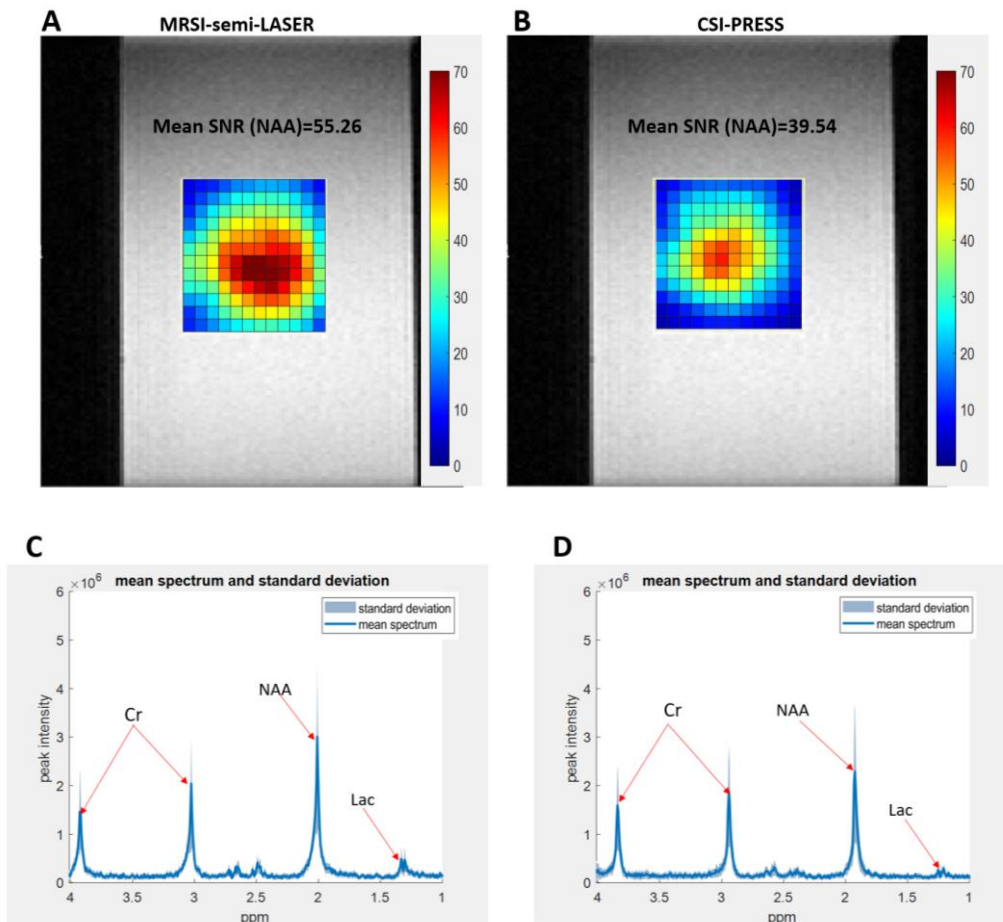 A
MRSI-semi-LASER
Mean SNR (NAA)=55.26
70
60
50
40
30
20
10
0
B
CSI-PRESS
Mean SNR (NAA)=39.54
70
60
50
40
30
20
10
0
C
×10⁶ mean spectrum and standard deviation
standard deviation
mean spectrum
6
5
4
3
2
1
0
peak intensity
Cr
NAA
Lac
4 3.5 3 2.5 2 1.5 1
ppm
D
×10⁶ mean spectrum and standard deviation
standard deviation
mean spectrum
6
5
4
3
2
1
0
peak intensity
Cr
NAA
Lac
4 3.5 3 2.5 2 1.5 1
ppm